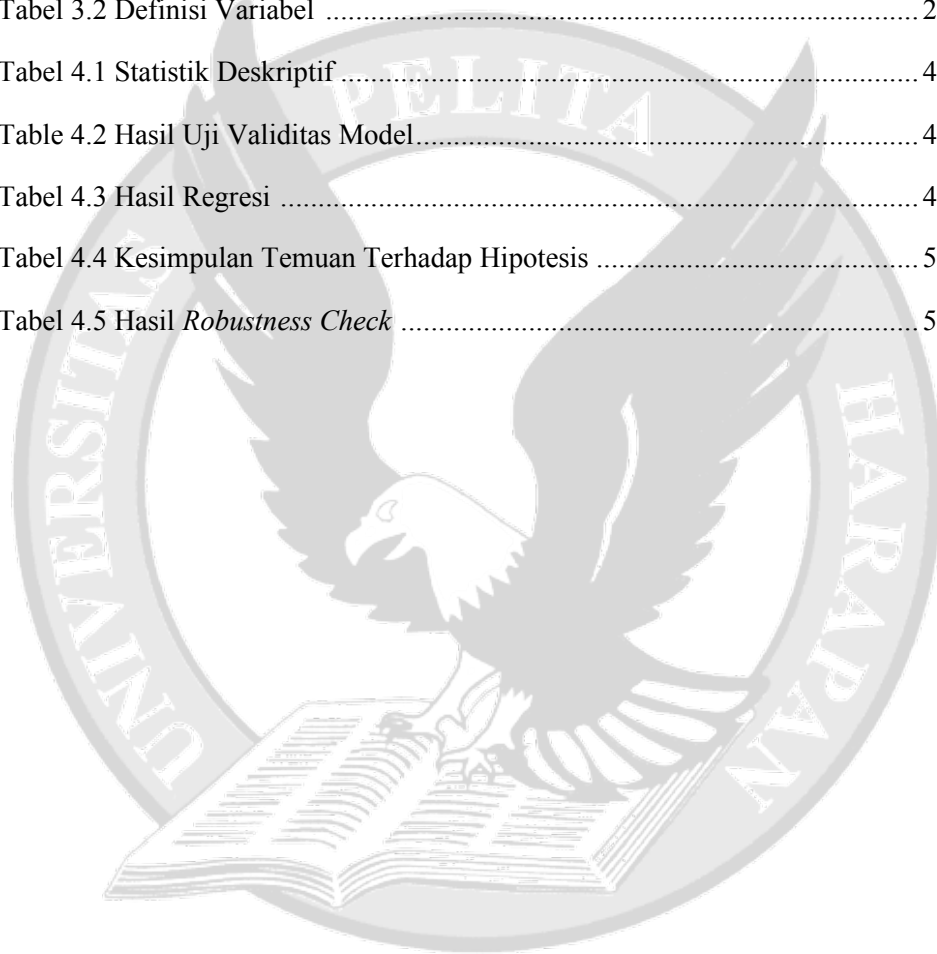 Tabel 3.2 Definisi Variabel ........................................................................................ 2
Tabel 4.1 Statistik Deskriptif ...................................................................................... 4
Table 4.2 Hasil Uji Validitas Model............................................................................ 4
Tabel 4.3 Hasil Regresi ............................................................................................... 4
Tabel 4.4 Kesimpulan Temuan Terhadap Hipotesis .................................................. 5
Tabel 4.5 Hasil Robustness Check .............................................................................. 5
UNIVERSITAS
PELITA
HARAPAN